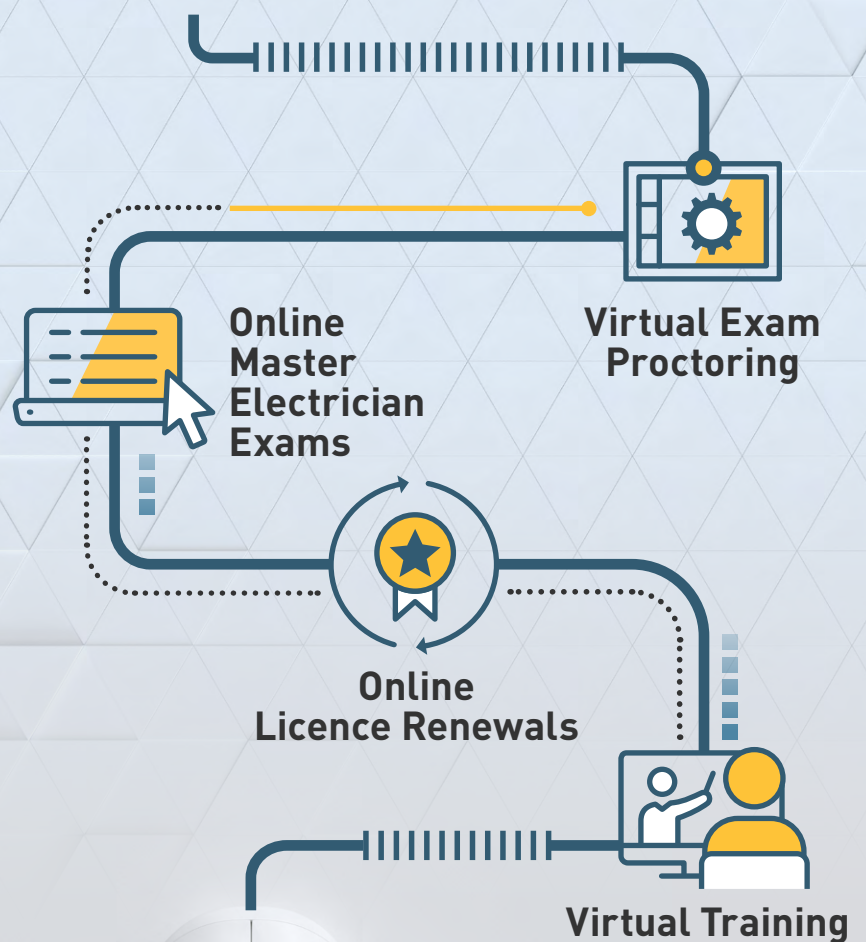 Virtual Exam
Proctoring
Online
Master
Electrician
Exams
Online
Licence Renewals
Virtual Training